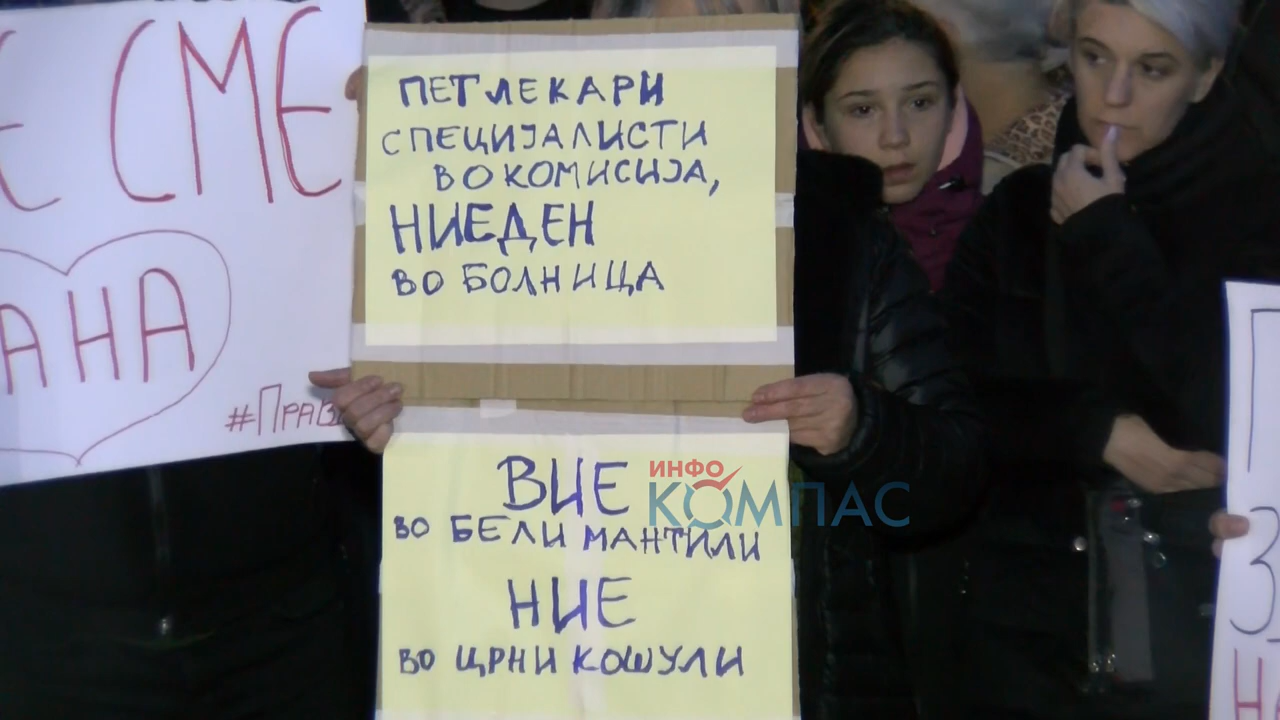 СМЕ
АНА
ПЕТ ЛЕКАРИ
СПЕЦИЈАЛИСТИ
ВО КОМИСИЈА,
НИЕДЕН
ВО БОЛНИЦА
ВИЕ
ВО БЕЛИ МАНТИЛИ
НИЕ
ВО ЦРНИ КОШУЛИ
ИНФО
КОМПАС